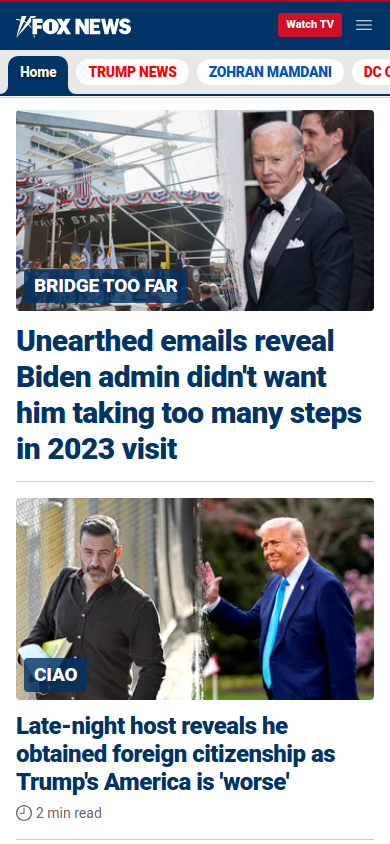 FOX NEWS
Watch TV
Home
TRUMP NEWS
ZOHRAN MAMDANI
DC C
STATE
BRIDGE TOO FAR
Unearthed emails reveal
Biden admin didn't want
him taking too many steps
in 2023 visit
CIAO
Late-night host reveals he
obtained foreign citizenship as
Trump's America is 'worse'
2 min read